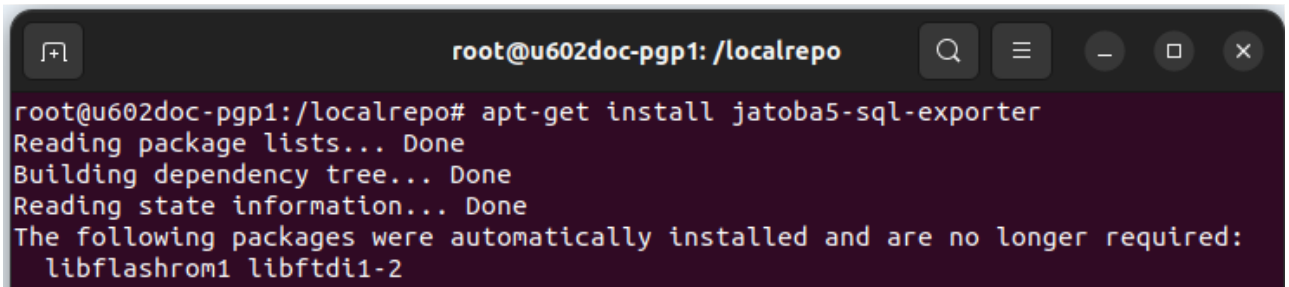 root@u602doc-pgp1: /localrepo
root@u602doc-pgp1:/localrepo# apt-get install jatoba5-sql-exporter
Reading package lists... Done
Building dependency tree... Done
Reading state information... Done
The following packages were automatically installed and are no longer required:
  libflashrom1 libftdi1-2